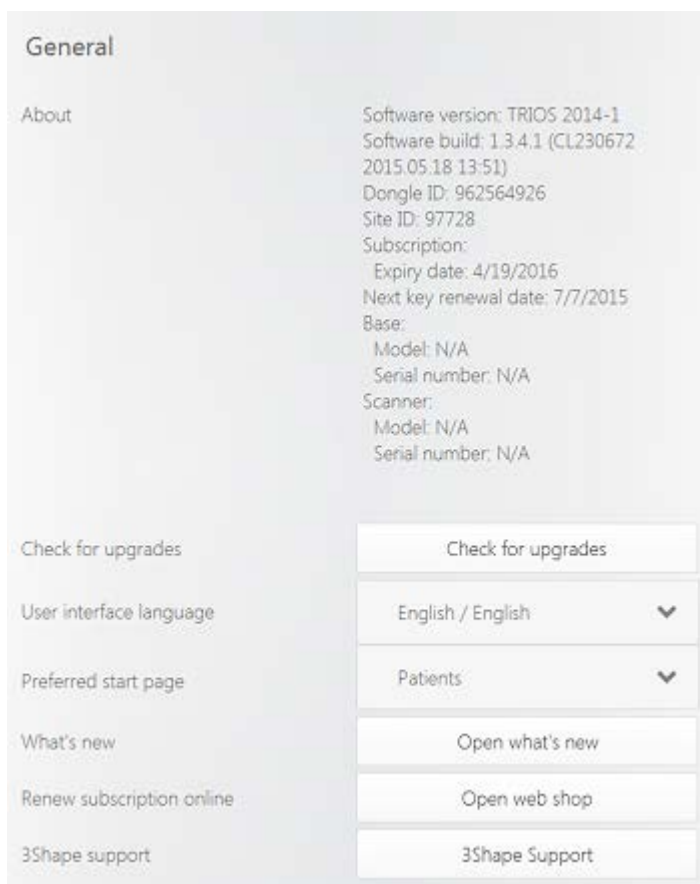 General
About
Software version: TRIOS 2014-1
Software build: 1.3.4.1 (CL230672
2015.05.18 13:51)
Dongle ID: 962564926
Site ID: 97728
Subscription:
Expiry date: 4/19/2016
Next key renewal date: 7/7/2015
Base:
Model: N/A
Serial number: N/A
Scanner:
Model: N/A
Serial number: N/A
Check for upgrades
Check for upgrades
User interface language
English / English
Preferred start page
Patients
What's new
Open what's new
Renew subscription online
Open web shop
3Shape support
3Shape Support